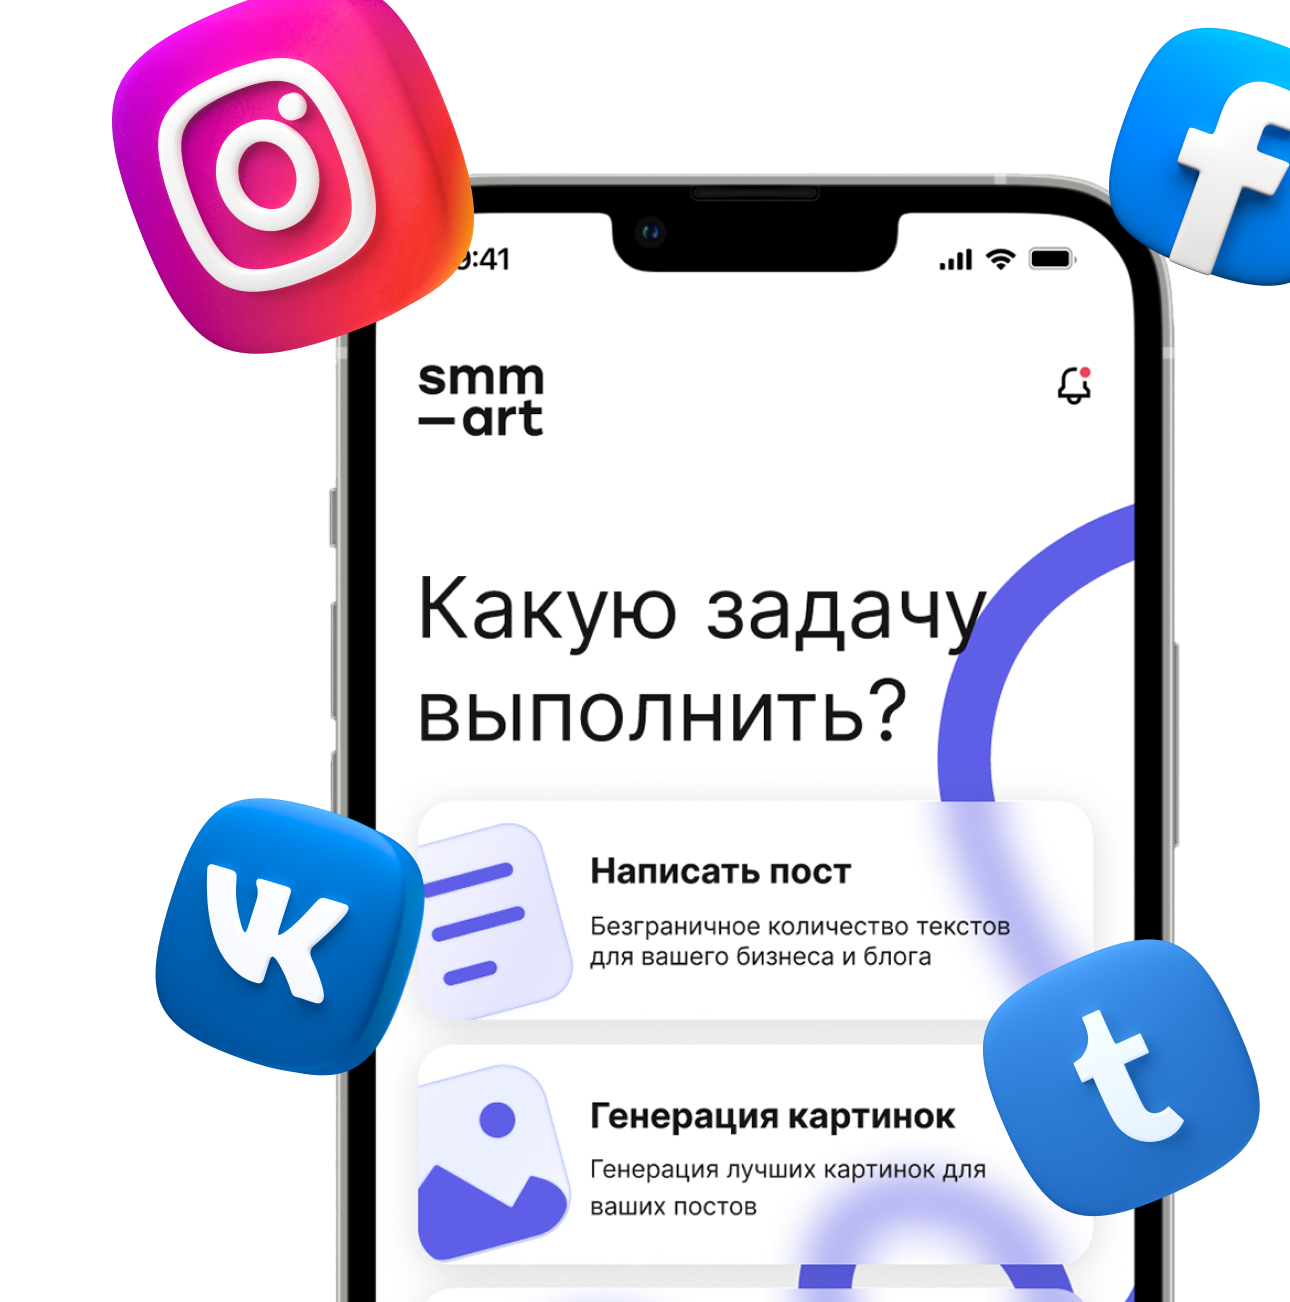 9:41
smm
—art
Какую задачу
выполнить?
Написать пост
Безграничное количество текстов
для вашего бизнеса и блога
Генерация картинок
Генерация лучших картинок для
ваших постов